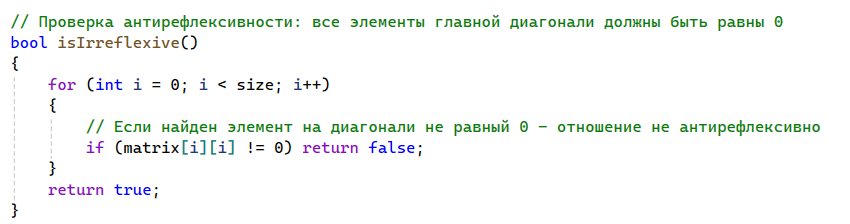 // Проверка антирефлексивности: все элементы главной диагонали должны быть равны 0
bool isIrreflexive()
{
    for (int i = 0; i < size; i++)
    {
        // Если найден элемент на диагонали не равный 0 – отношение не антирефлексивно
        if (matrix[i][i] != 0) return false;
    }
    return true;
}